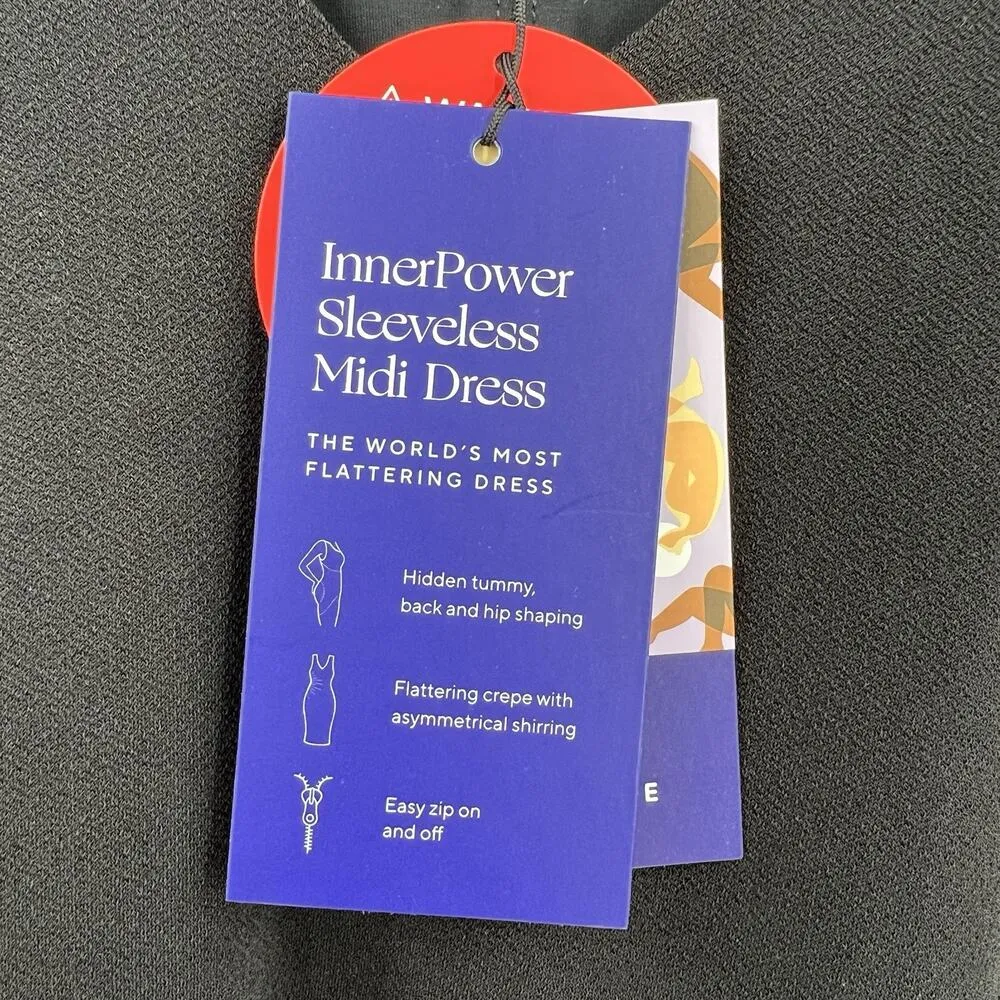 InnerPower
Sleeveless
Midi Dress
THE WORLD'S MOST
FLATTERING DRESS
Hidden tummy,
back and hip shaping
Flattering crepe with
asymmetrical shirring
Easy zip on
and off
E